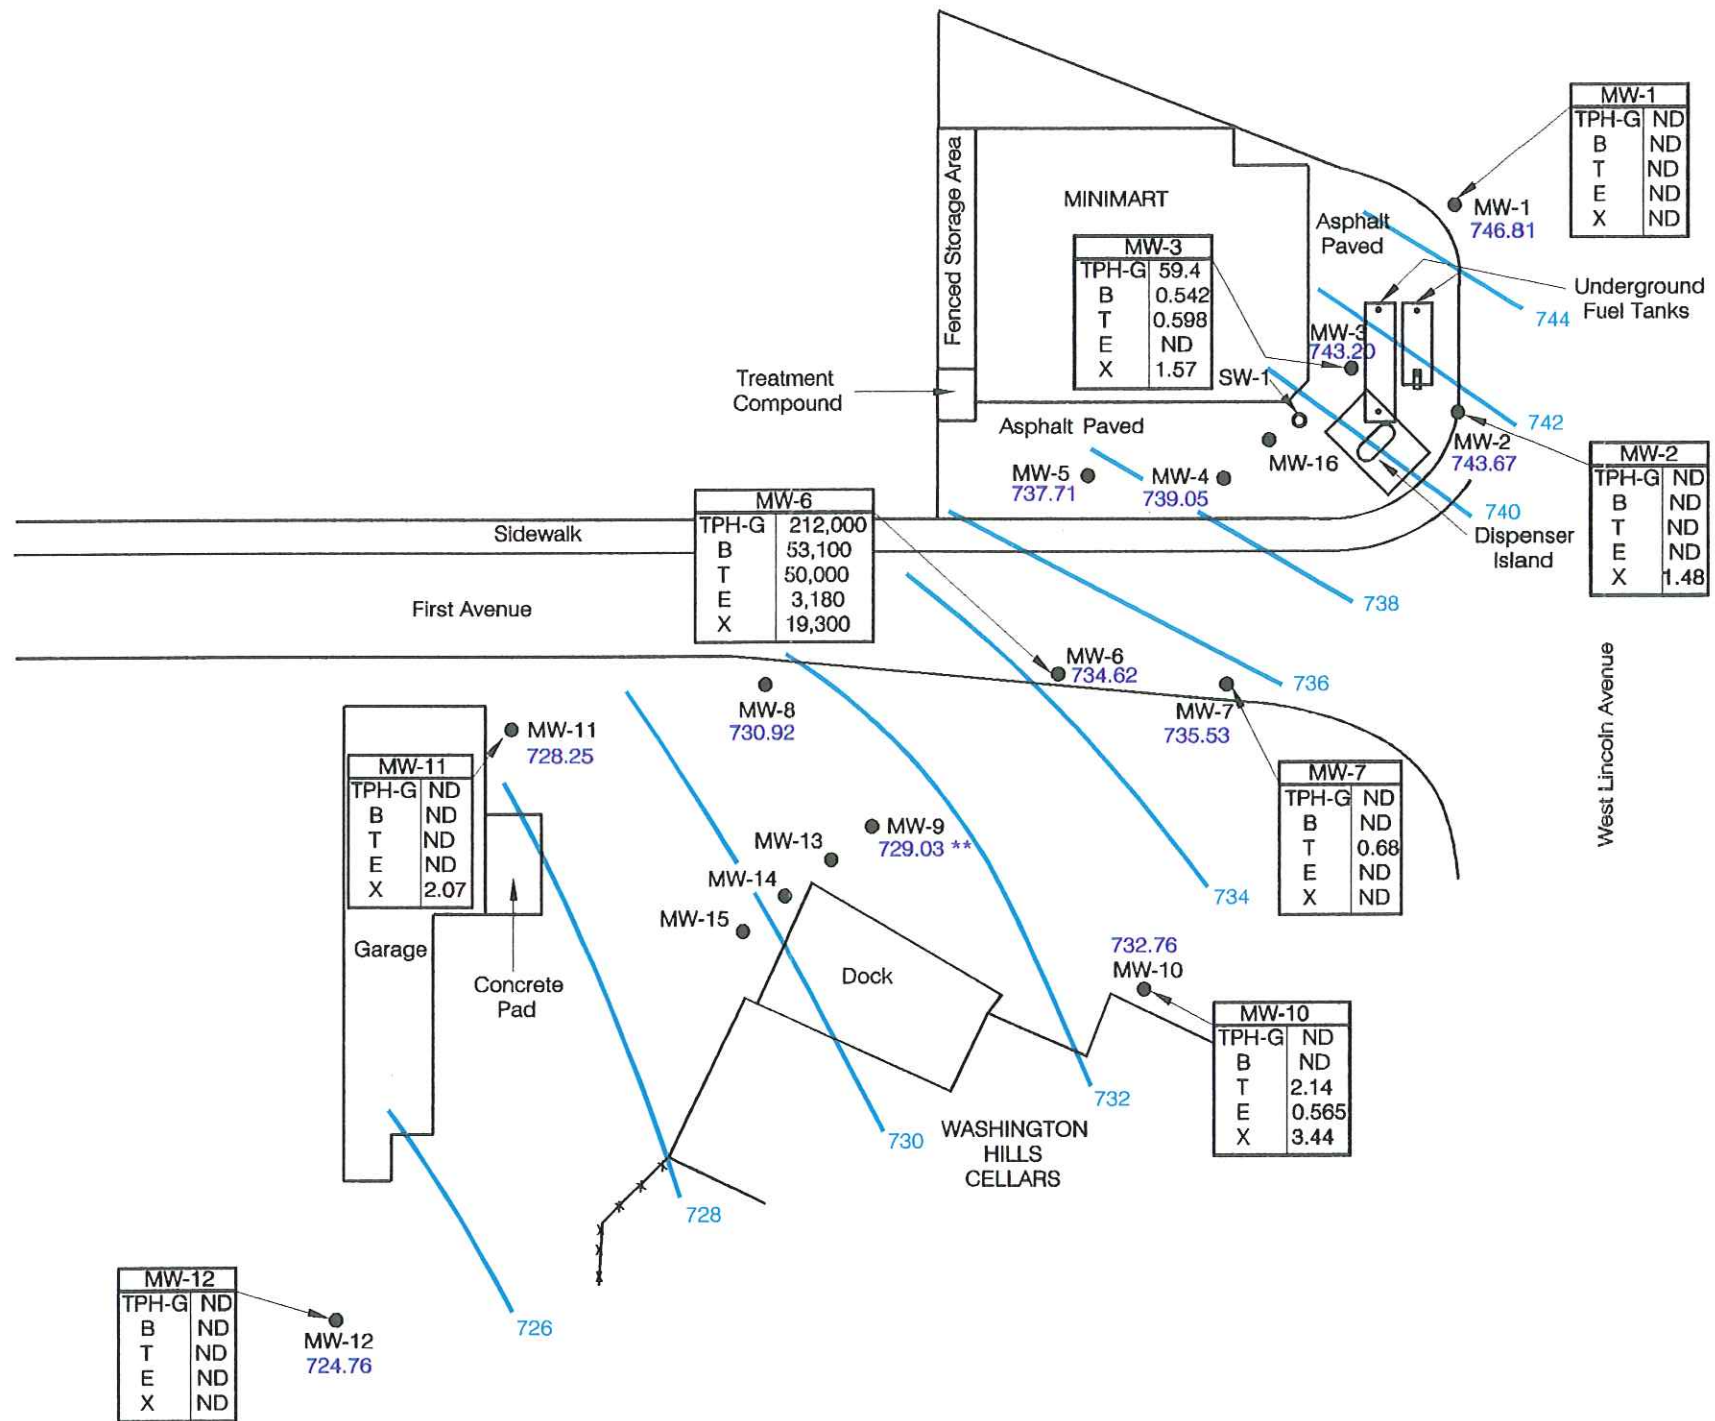 MW-1
TPH-G ND
B ND
T ND
E ND
X ND
MW-1
746.81
Fenced Storage Area
MINIMART
Asphalt
Paved
Underground
Fuel Tanks
744
MW-3
TPH-G 59.4
B 0.542
T 0.598
E ND
X 1.57
MW-3
743.20
SW-1
Treatment
Compound
Asphalt Paved
742
MW-2
743.67
MW-2
TPH-G ND
B ND
T ND
E ND
X 1.48
MW-16
MW-5
737.71
MW-4
739.05
740
Dispenser
Island
MW-6
TPH-G 212,000
B 53,100
T 50,000
E 3,180
X 19,300
Sidewalk
First Avenue
738
West Lincoln Avenue
MW-6
734.62
736
MW-8
730.92
MW-7
735.53
MW-11
728.25
MW-11
TPH-G ND
B ND
T ND
E ND
X 2.07
MW-7
TPH-G ND
B ND
T 0.68
E ND
X ND
MW-9
729.03 **
MW-13
MW-14
MW-15
734
Garage
Concrete
Pad
Dock
732.76
MW-10
MW-10
TPH-G ND
B ND
T 2.14
E 0.565
X 3.44
732
730
WASHINGTON
HILLS
CELLARS
728
726
MW-12
TPH-G ND
B ND
T ND
E ND
X ND
MW-12
724.76